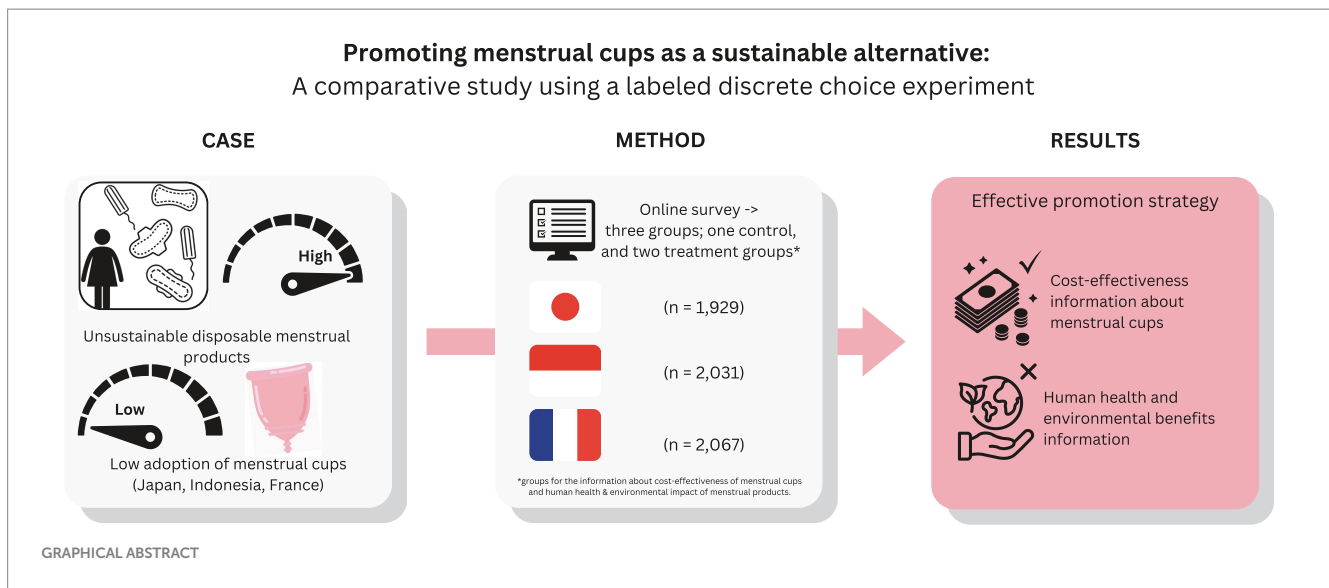 Promoting menstrual cups as a sustainable alternative:
A comparative study using a labeled discrete choice experiment
CASE
High
Unsustainable disposable menstrual
products
Low
Low adoption of menstrual cups
(Japan, Indonesia, France)
METHOD
Online survey ->
three groups; one control,
and two treatment groups*
(n = 1,929)
(n = 2,031)
(n = 2,067)
*groups for the information about cost-effectiveness of menstrual cups
and human health & environmental impact of menstrual products.
RESULTS
Effective promotion strategy
Cost-effectiveness
information about
menstrual cups
Human health and
environmental benefits
information
GRAPHICAL ABSTRACT